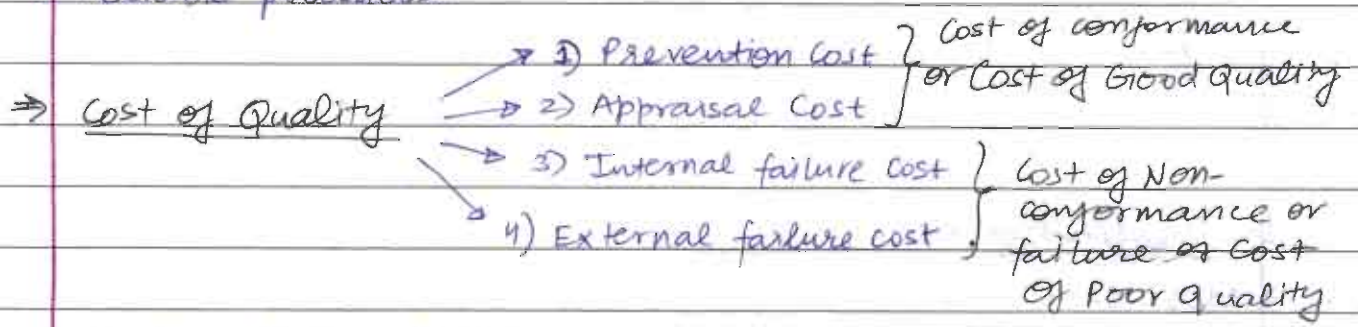 ⇒ Cost of Quality
1) Prevention Cost
2) Appraisal Cost
3) Internal failure cost
4) External failure cost
Cost of conformance
or Cost of Good Quality
Cost of Non-
conformance or
failure or Cost
Of Poor quality